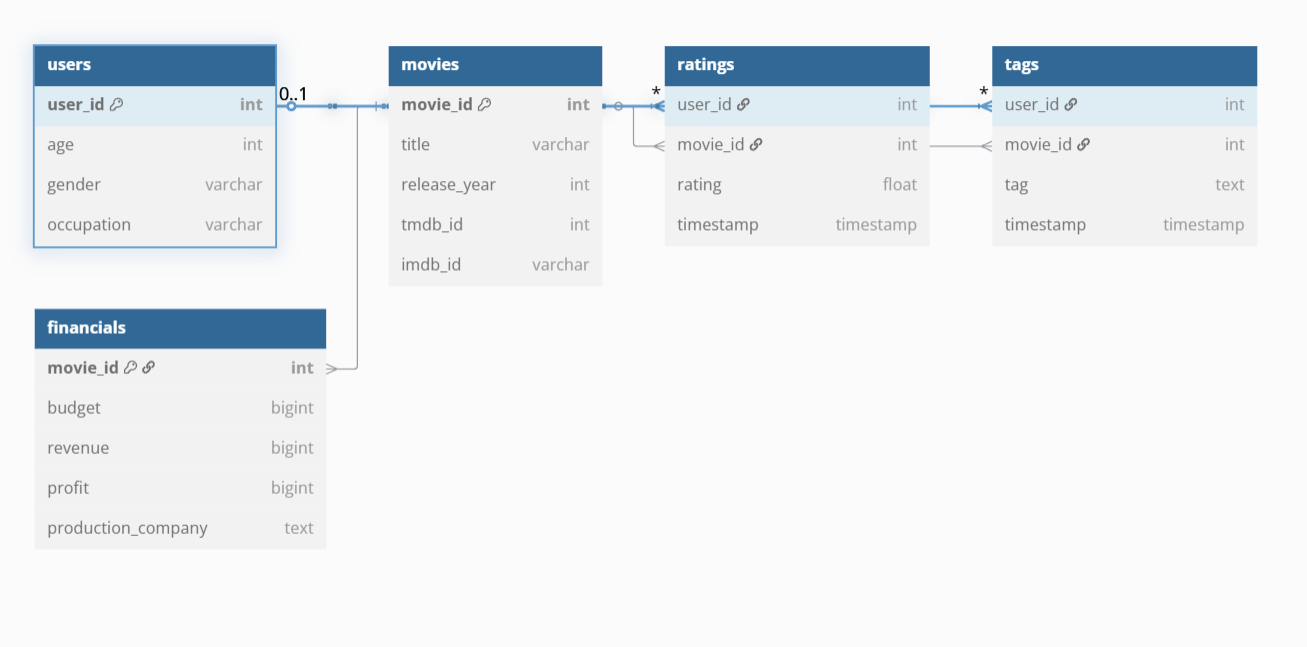 users
user_id int
age int
gender varchar
occupation varchar
0..1
movies
movie_id int
title varchar
release_year int
tmdb_id int
imdb_id varchar
*
ratings
user_id int
movie_id int
rating float
timestamp timestamp
*
tags
user_id int
movie_id int
tag text
timestamp timestamp
financials
movie_id int
budget bigint
revenue bigint
profit bigint
production_company text